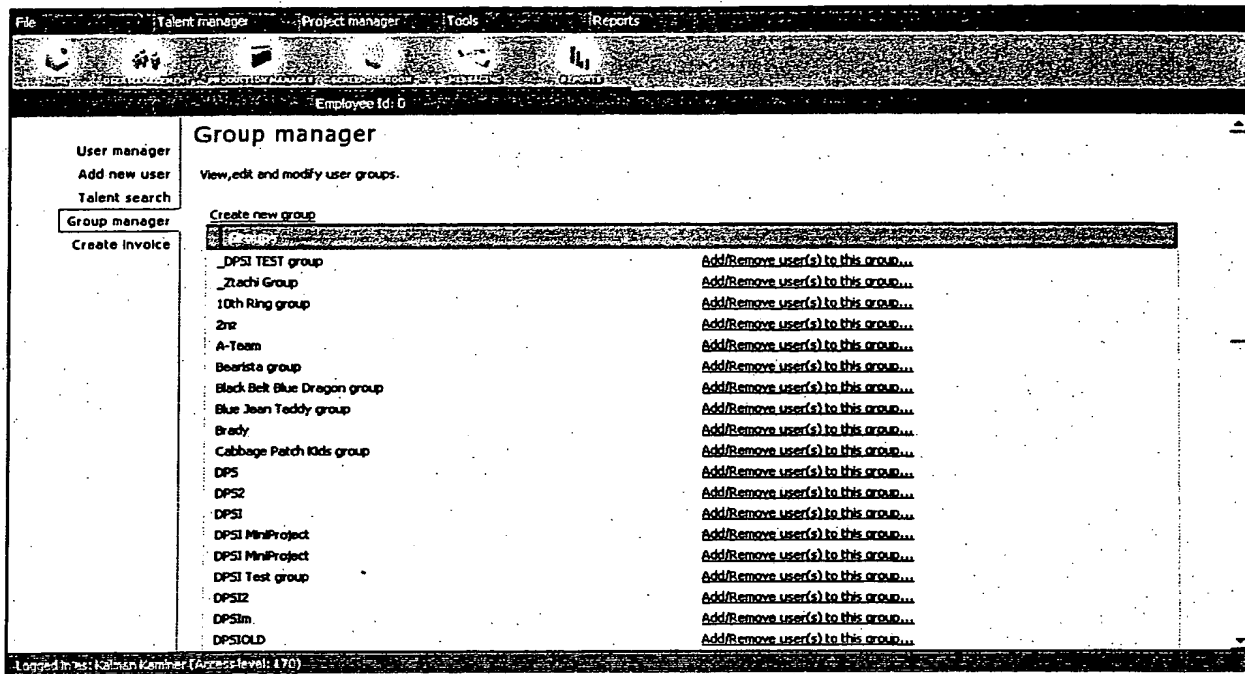 File Talent manager Project manager Tools Reports
PRODUCTION MANAGER MESSAGING REPORTS
Employee Id: 0
Group manager
User manager
Add new user
View,edit and modify user groups.
Talent search
Create new group
Group manager
Groups
Create invoice
_DPSI TEST group Add/Remove user(s) to this group...
_Ztachi Group Add/Remove user(s) to this group...
10th Ring group Add/Remove user(s) to this group...
2nz Add/Remove user(s) to this group...
A-Team Add/Remove user(s) to this group...
Bearista group Add/Remove user(s) to this group...
Black Belt Blue Dragon group Add/Remove user(s) to this group...
Blue Jean Teddy group Add/Remove user(s) to this group...
Brady Add/Remove user(s) to this group...
Cabbage Patch Kids group Add/Remove user(s) to this group...
DPS Add/Remove user(s) to this group...
DPS2 Add/Remove user(s) to this group...
DPSI Add/Remove user(s) to this group...
DPSI MiniProject Add/Remove user(s) to this group...
DPSI MiniProject Add/Remove user(s) to this group...
DPSI Test group Add/Remove user(s) to this group...
DPSI2 Add/Remove user(s) to this group...
DPSIm Add/Remove user(s) to this group...
DPSIOLD Add/Remove user(s) to this group...
Logged in as: Kalman Kaminer (Access level: 170)